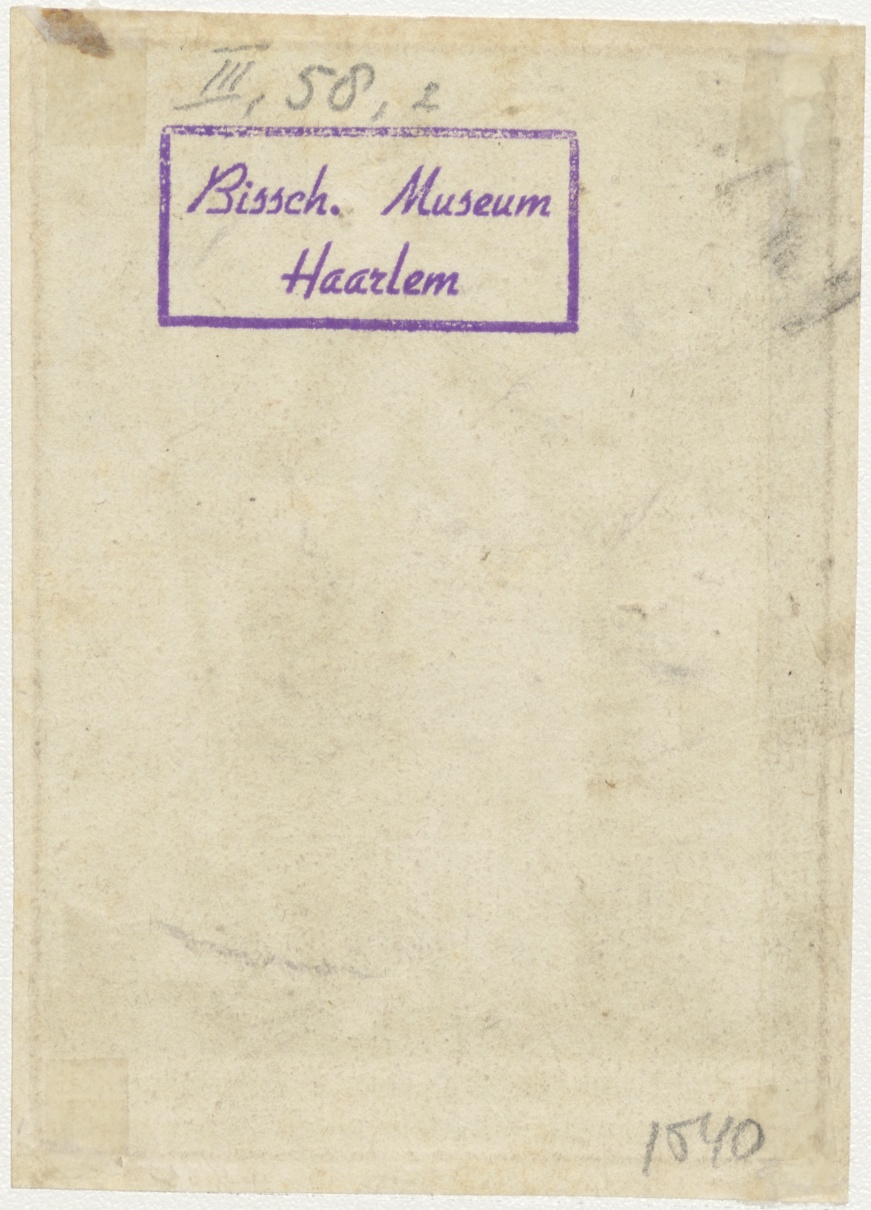 III, 58, 2
Bissch. Museum
Haarlem
1540